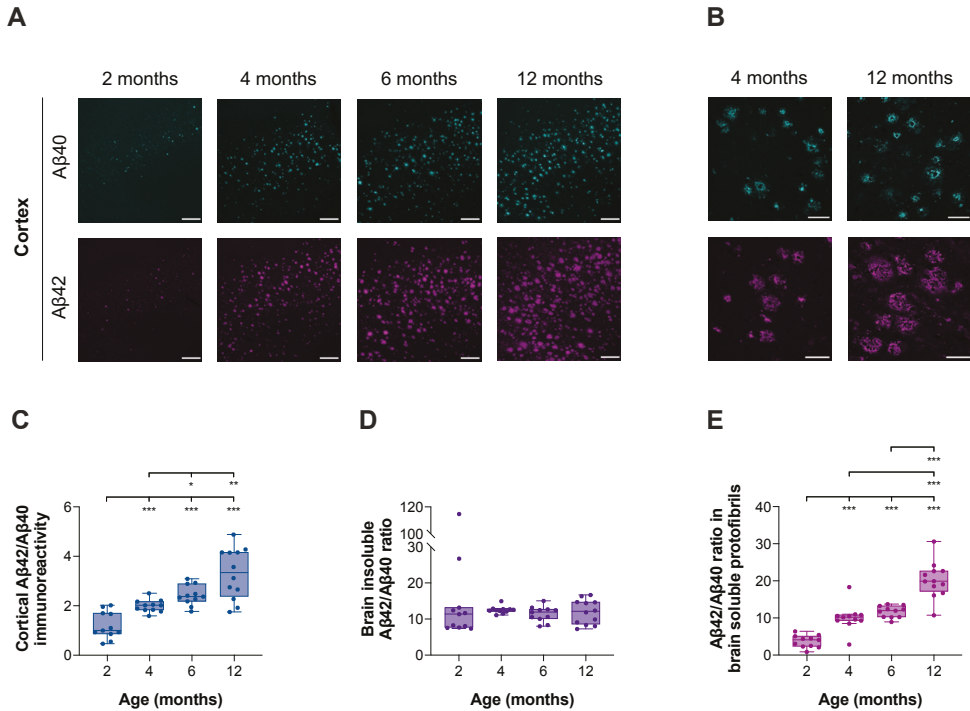 A
B
2 months 4 months 6 months 12 months
4 months 12 months
Cortex
Aβ40
Aβ42
C
D
E
Cortical Aβ42/Aβ40
immunoreactivity
6
4
2
0
* **
*** *** ***
2 4 6 12
Age (months)
Brain insoluble
Aβ42/Aβ40 ratio
120
100
30
20
10
0
2 4 6 12
Age (months)
Aβ42/Aβ40 ratio in
brain soluble protofibrils
40
30
20
10
0
***
***
*** *** ***
2 4 6 12
Age (months)